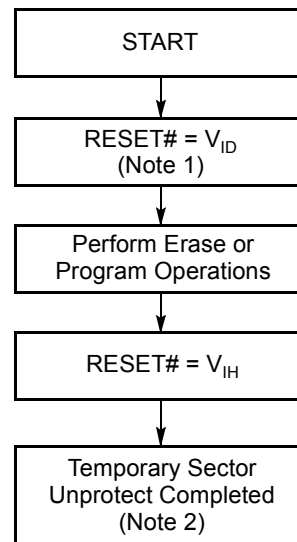 START
RESET# = V_ID
(Note 1)
Perform Erase or
Program Operations
RESET# = V_IH
Temporary Sector
Unprotect Completed
(Note 2)